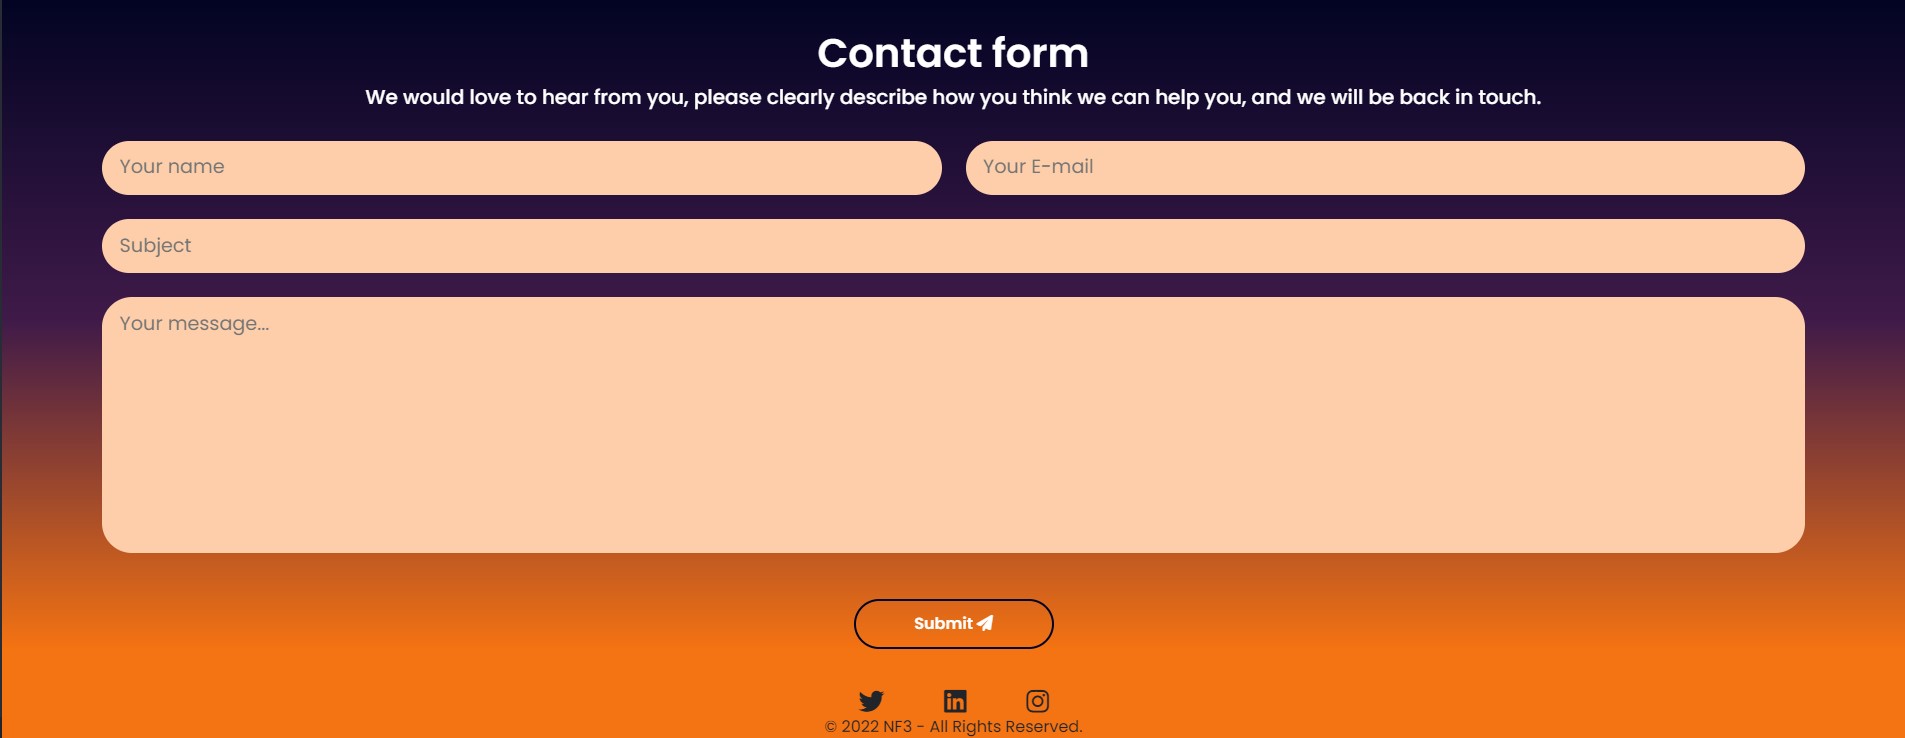 Contact form
We would love to hear from you, please clearly describe how you think we can help you, and we will be back in touch.
Your name
Your E-mail
Subject
Your message...
Submit
© 2022 NF3 - All Rights Reserved.